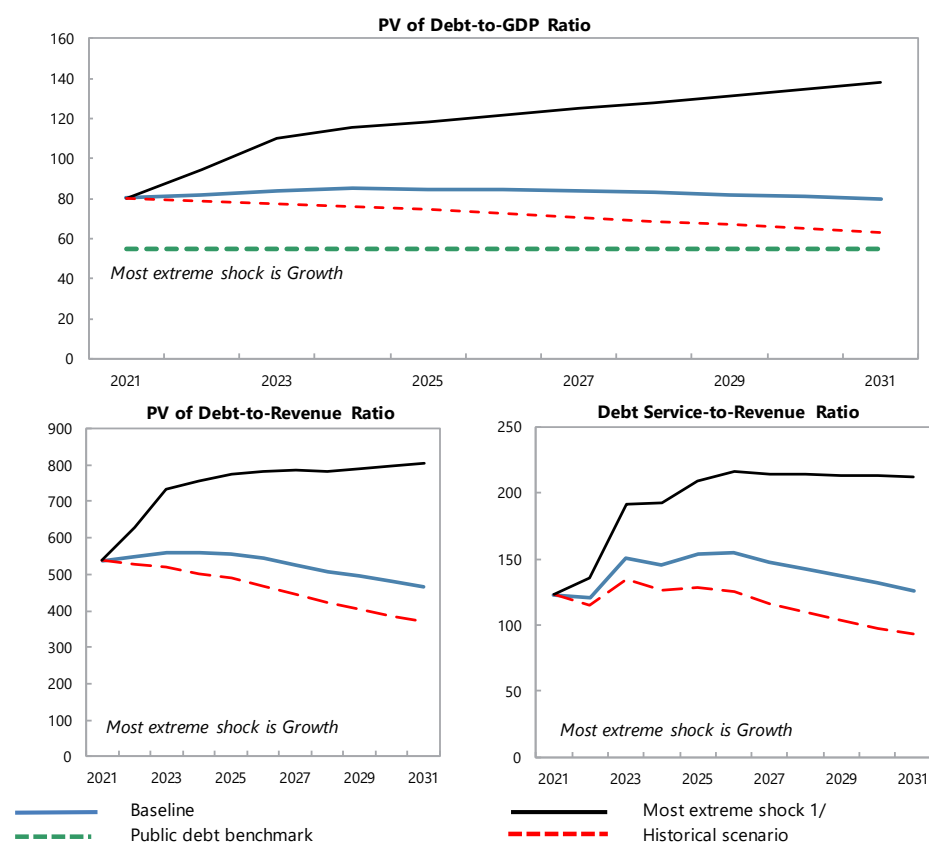 PV of Debt-to-GDP Ratio
160
140
120
100
80
60
40
20
0
Most extreme shock is Growth
2021 2023 2025 2027 2029 2031
PV of Debt-to-Revenue Ratio
900
800
700
600
500
400
300
200
100
0
Most extreme shock is Growth
2021 2023 2025 2027 2029 2031
Debt Service-to-Revenue Ratio
250
200
150
100
50
0
Most extreme shock is Growth
2021 2023 2025 2027 2029 2031
Baseline
Public debt benchmark
Most extreme shock 1/
Historical scenario